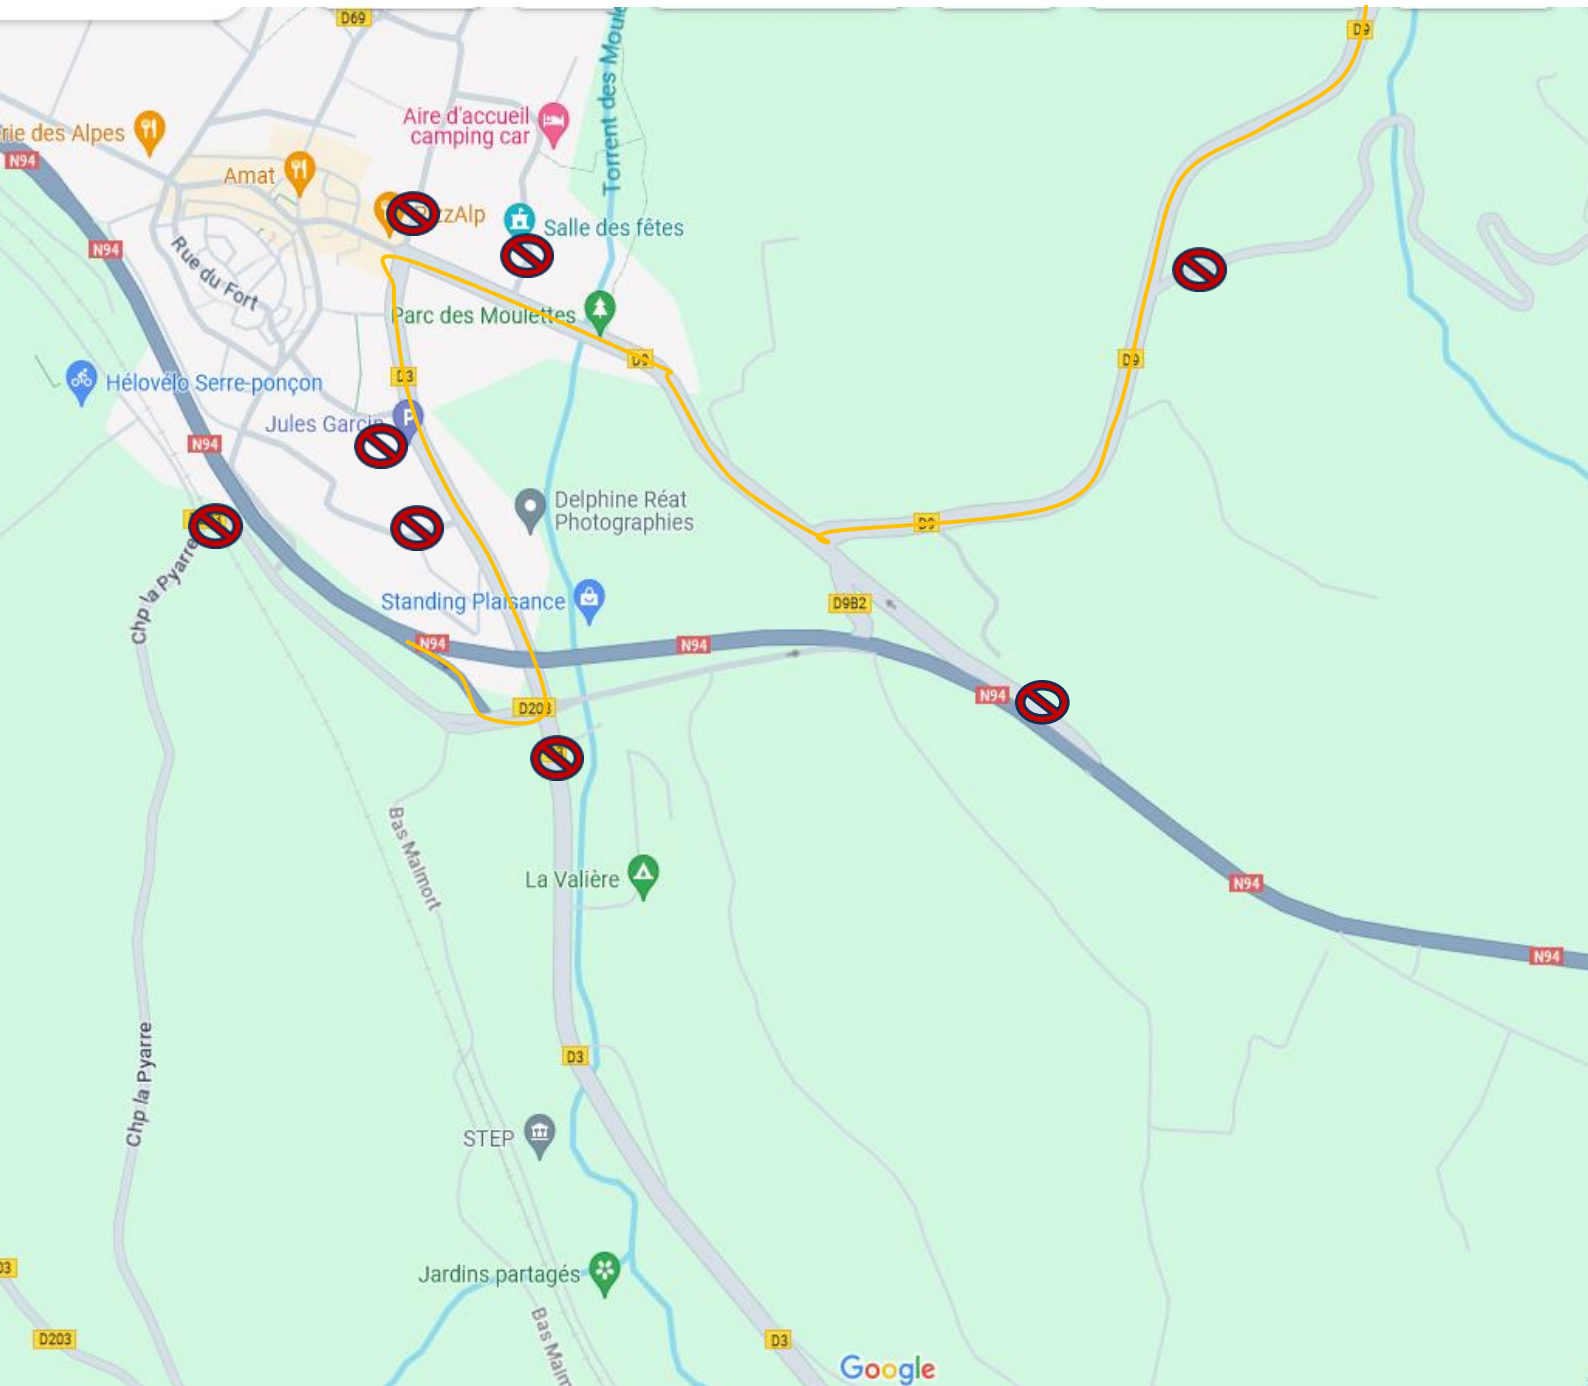 D69
D9
Torrent des Moule
Aire d'accueil
camping car
rie des Alpes
N94
Amat
zzAlp
Salle des fêtes
N94
Rue du Fort
Parc des Moulettes
D9
D9
D3
Hélovélo Serre-ponçon
Jules Garcin
N94
Delphine Réat
Photographies
D9
Chp la Pyarre
Standing Plaisance
D9B2
N94
N94
N94
D203
Bas Malmort
La Valière
N94
N94
Chp la Pyarre
D3
STEP
Jardins partagés
03
D203
Bas Malm
D3
Google